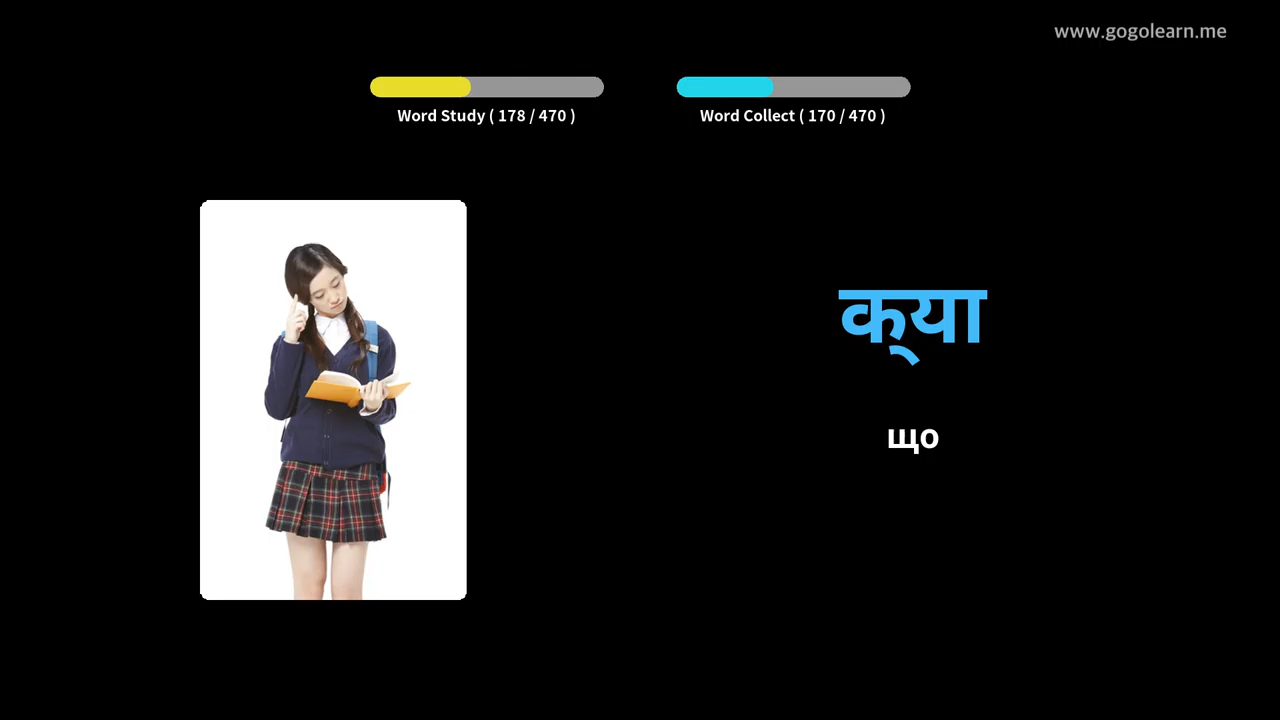 www.gogolearn.me
Word Study ( 178 / 470 )
Word Collect ( 170 / 470 )
क्‌या
що